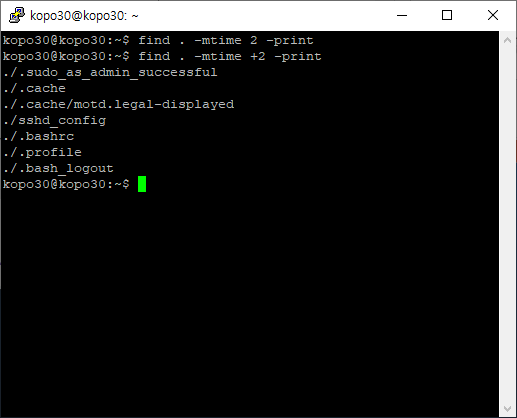 kopo30@kopo30: ~
kopo30@kopo30:~$ find . -mtime 2 -print
kopo30@kopo30:~$ find . -mtime +2 -print
./.sudo_as_admin_successful
./.cache
./.cache/motd.legal-displayed
./sshd_config
./.bashrc
./.profile
./.bash_logout
kopo30@kopo30:~$